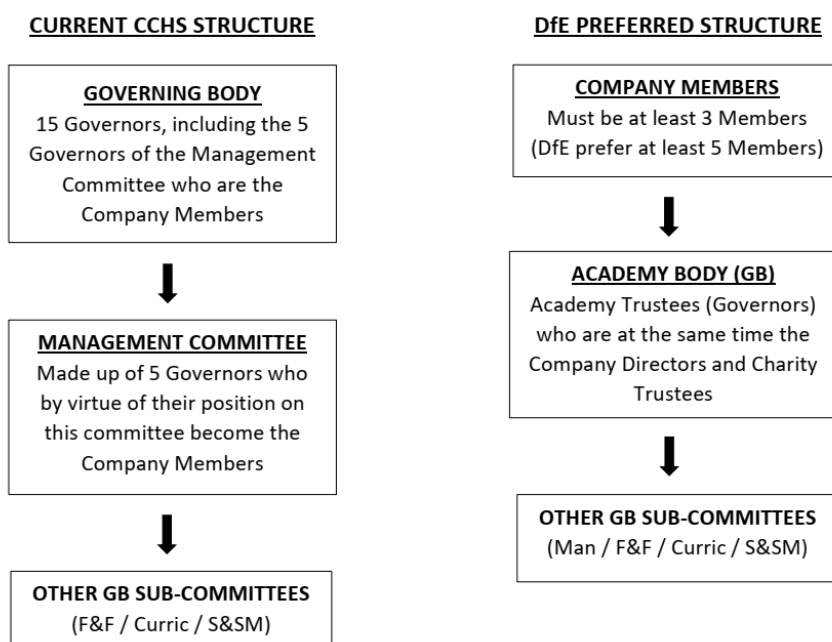 CURRENT CCHS STRUCTURE
GOVERNING BODY
15 Governors, including the 5
Governors of the Management
Committee who are the
Company Members
MANAGEMENT COMMITTEE
Made up of 5 Governors who
by virtue of their position on
this committee become the
Company Members
OTHER GB SUB-COMMITTEES
(F&F / Curric / S&SM)
DfE PREFERRED STRUCTURE
COMPANY MEMBERS
Must be at least 3 Members
(DfE prefer at least 5 Members)
ACADEMY BODY (GB)
Academy Trustees (Governors)
who are at the same time the
Company Directors and Charity
Trustees
OTHER GB SUB-COMMITTEES
(Man / F&F / Curric / S&SM)